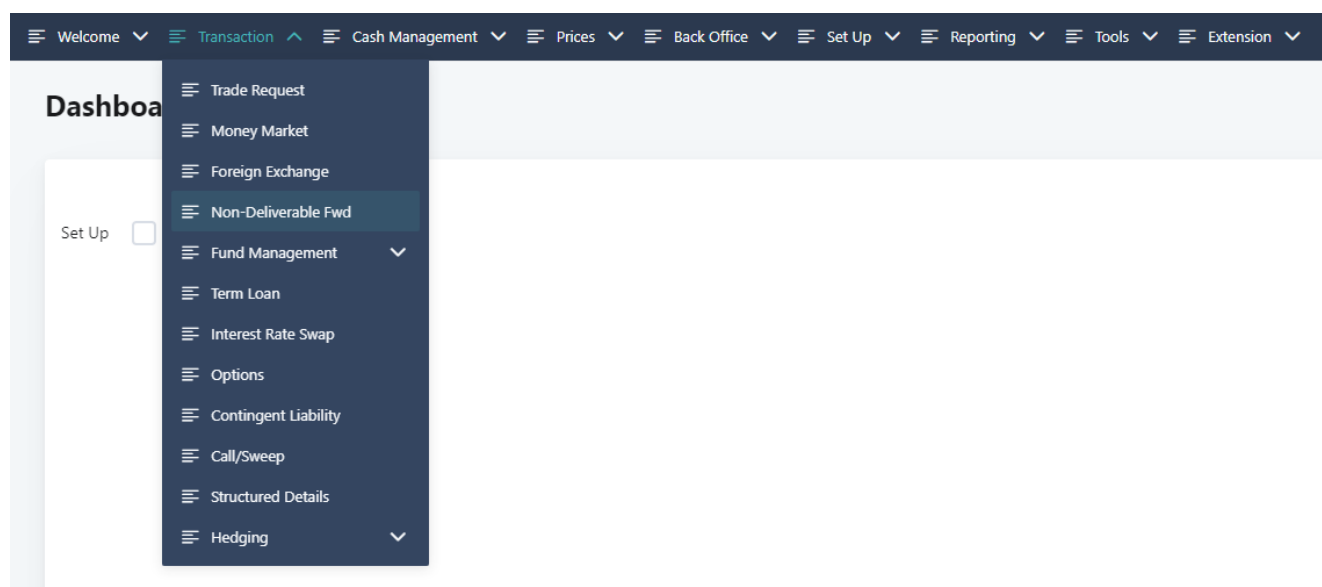 Welcome Transaction Cash Management Prices Back Office Set Up Reporting Tools Extension
Trade Request
Dashboa
Money Market
Foreign Exchange
Non-Deliverable Fwd
Set Up
Fund Management
Term Loan
Interest Rate Swap
Options
Contingent Liability
Call/Sweep
Structured Details
Hedging